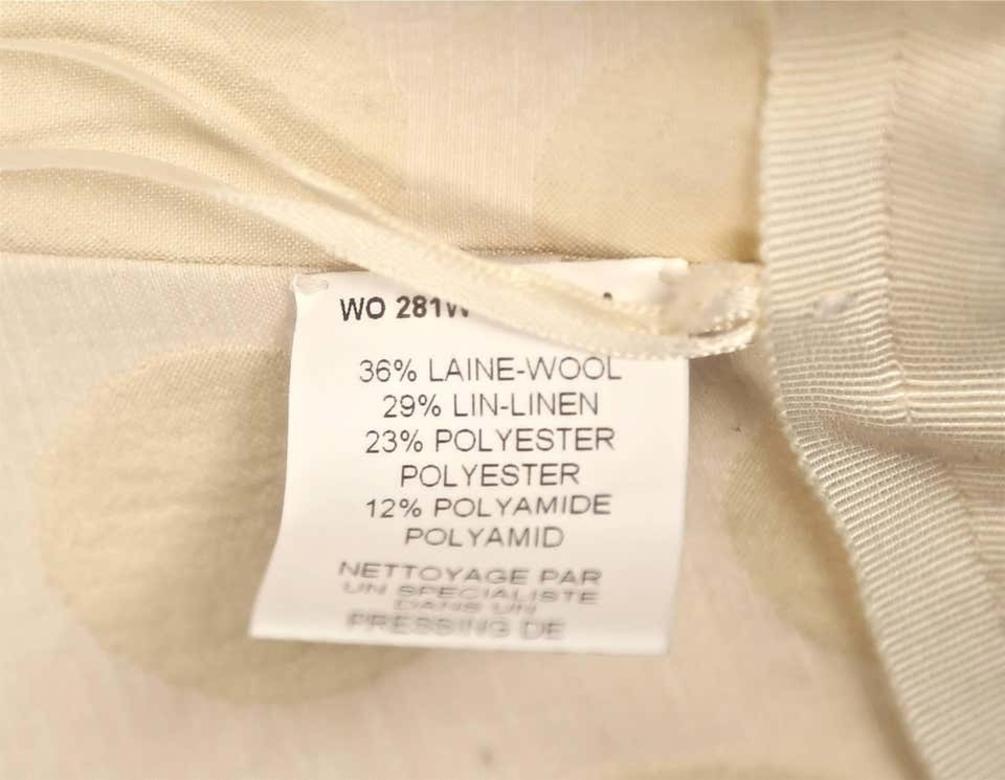 WO 281W
36% LAINE-WOOL
29% LIN-LINEN
23% POLYESTER
POLYESTER
12% POLYAMIDE
POLYAMID
NETTOYAGE PAR
UN SPECIALISTE
DANS UN
PRESSING DE